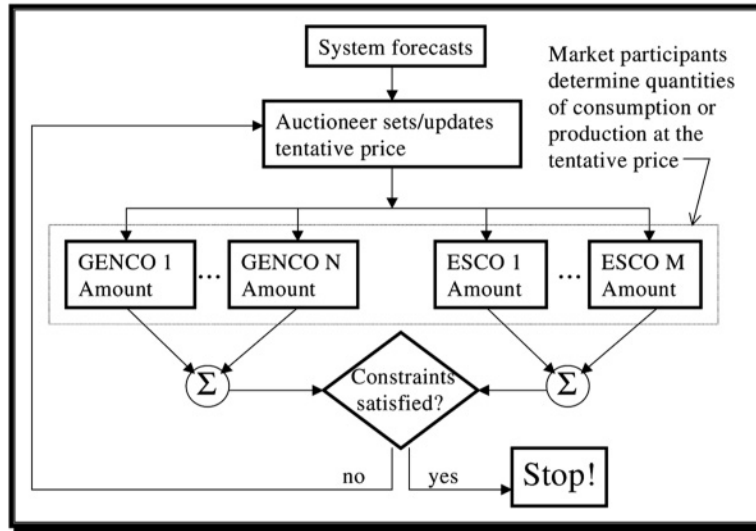 System forecasts
Market participants
determine quantities
of consumption or
production at the
tentative price
Auctioneer sets/updates
tentative price
GENCO 1
Amount
...
GENCO N
Amount
ESCO 1
Amount
...
ESCO M
Amount
Σ
Constraints
satisfied?
Σ
no
yes
Stop!